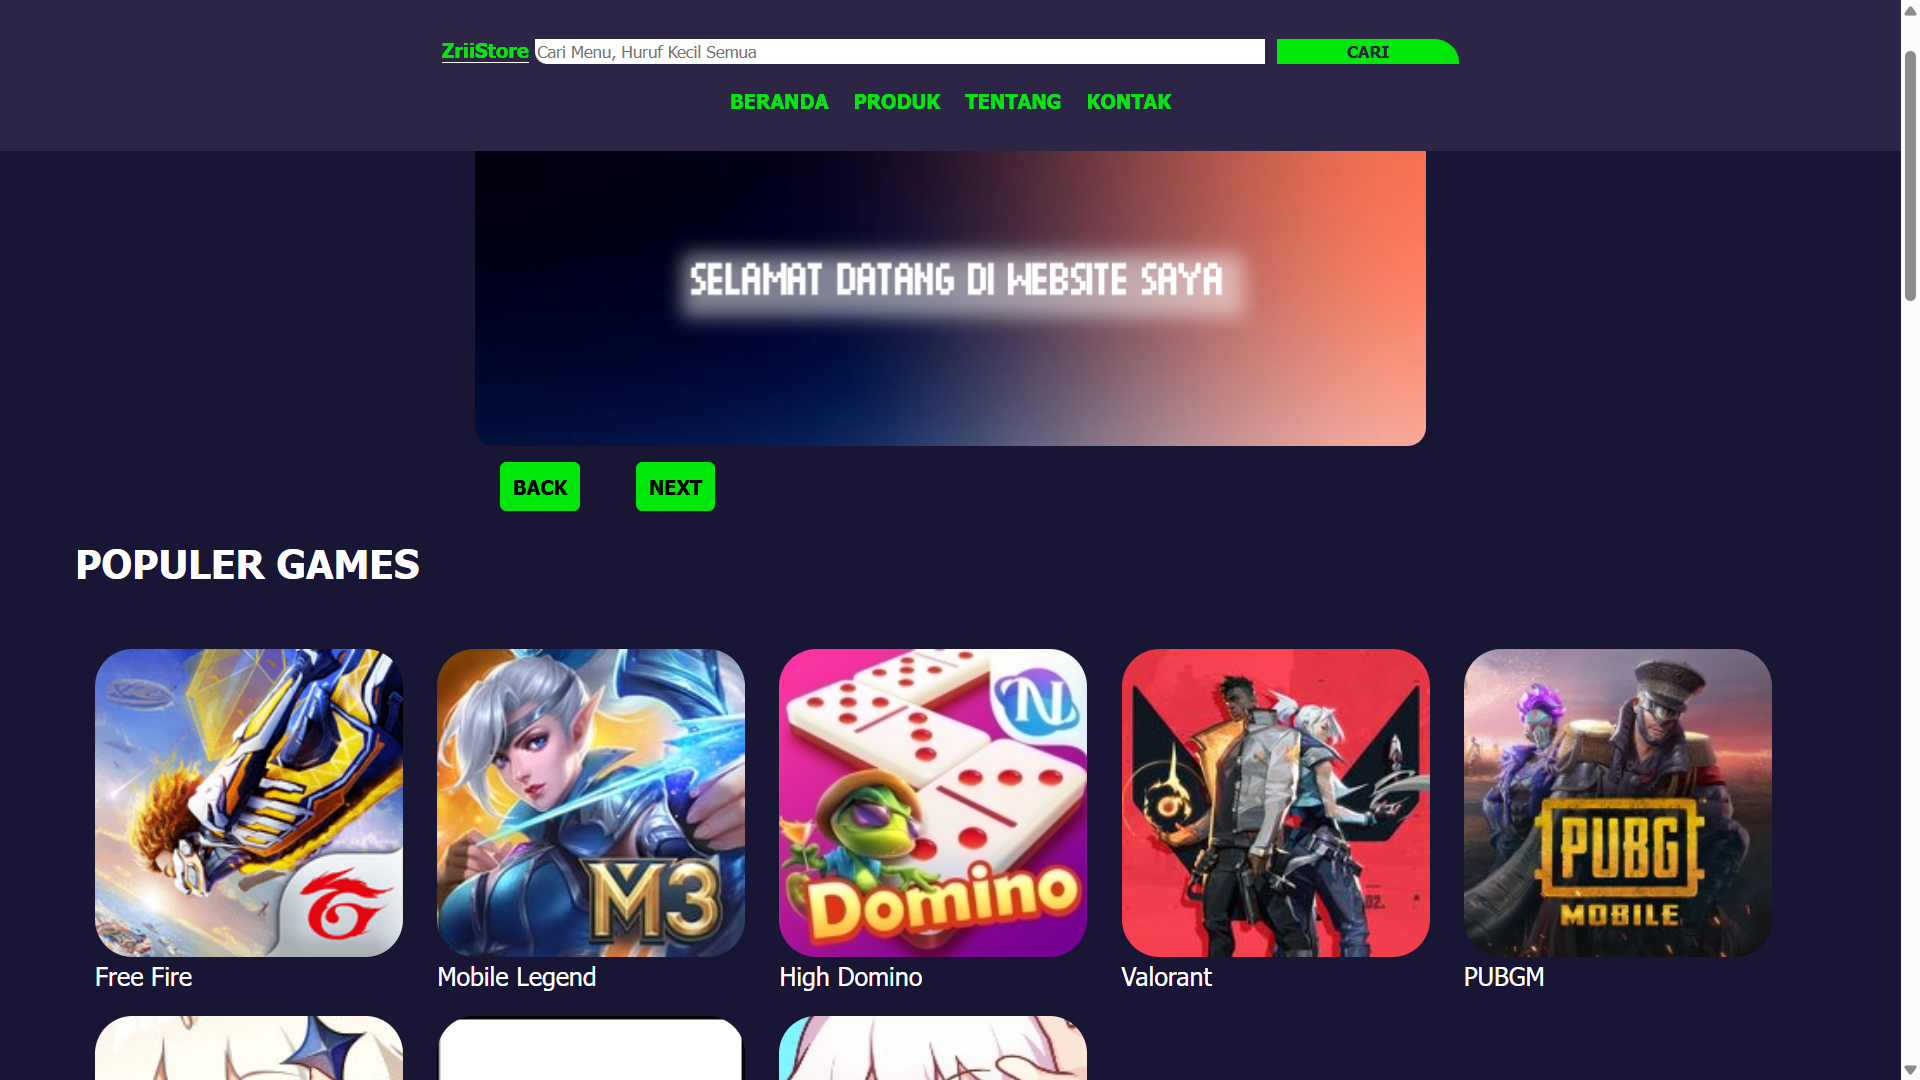 ZriiStore Cari Menu, Huruf Kecil Semua CARI
BERANDA PRODUK TENTANG KONTAK
SELAMAT DATANG DI WEBSITE SAYA
BACK NEXT
POPULER GAMES
M3
N
Domino
02.
PUBG
MOBILE
Free Fire
Mobile Legend
High Domino
Valorant
PUBGM